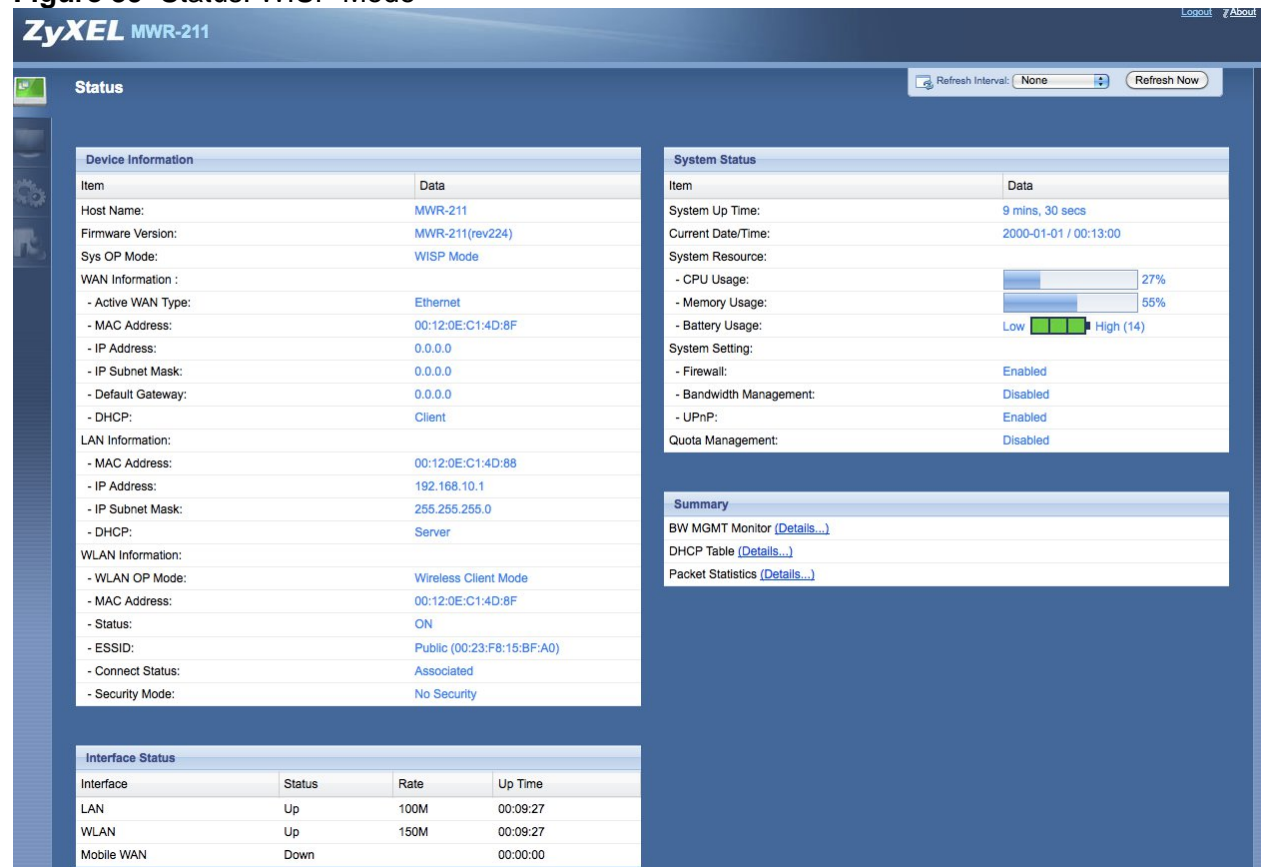 Figure 35 Status: WISP Mode
Logout ?About
ZyXEL MWR-211
Status
Refresh Interval: None Refresh Now
Device Information
Item Data
Host Name: MWR-211
Firmware Version: MWR-211(rev224)
Sys OP Mode: WISP Mode
WAN Information :
- Active WAN Type: Ethernet
- MAC Address: 00:12:0E:C1:4D:8F
- IP Address: 0.0.0.0
- IP Subnet Mask: 0.0.0.0
- Default Gateway: 0.0.0.0
- DHCP: Client
LAN Information:
- MAC Address: 00:12:0E:C1:4D:88
- IP Address: 192.168.10.1
- IP Subnet Mask: 255.255.255.0
- DHCP: Server
WLAN Information:
- WLAN OP Mode: Wireless Client Mode
- MAC Address: 00:12:0E:C1:4D:8F
- Status: ON
- ESSID: Public (00:23:F8:15:BF:A0)
- Connect Status: Associated
- Security Mode: No Security
Interface Status
Interface Status Rate Up Time
LAN Up 100M 00:09:27
WLAN Up 150M 00:09:27
Mobile WAN Down 00:00:00
System Status
Item Data
System Up Time: 9 mins, 30 secs
Current Date/Time: 2000-01-01 / 00:13:00
System Resource:
- CPU Usage: 27%
- Memory Usage: 55%
- Battery Usage: Low High (14)
System Setting:
- Firewall: Enabled
- Bandwidth Management: Disabled
- UPnP: Enabled
Quota Management: Disabled
Summary
BW MGMT Monitor (Details...)
DHCP Table (Details...)
Packet Statistics (Details...)